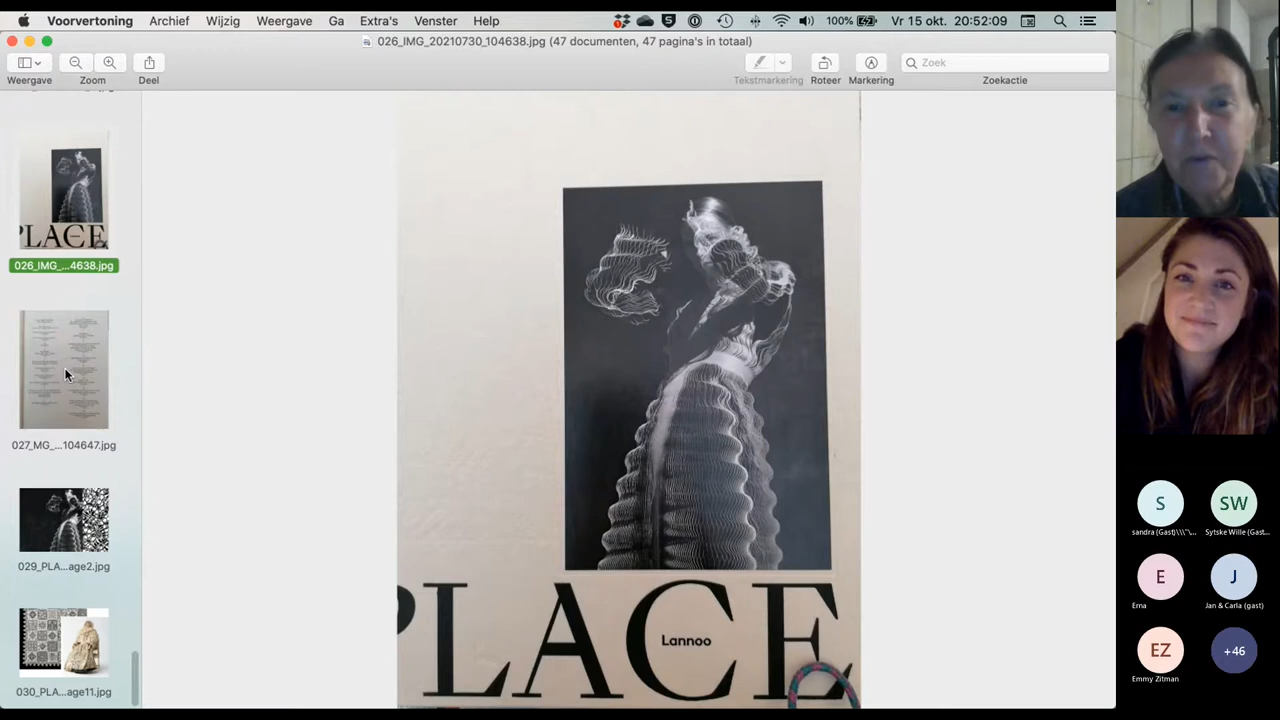 Voorvertoning Archief Wijzig Weergave Ga Extra's Venster Help 100% Vr 15 okt. 20:52:09
026_IMG_20210730_104638.jpg (47 documenten, 47 pagina's in totaal)
Zoek
Weergave Zoom Deel Tekstmarkering Roteer Markering Zoekactie
PLACE
026_IMG_...4638.jpg
027_MG_...104647.jpg
029_PLA...age2.jpg
030_PLA...age11.jpg
PLACE
Lannoo
S SW
sandra (Gast)\\\"\,... Sytske Wille (Gast...
E J
Erna Jan & Carla (gast)
EZ +46
Emmy Zitman